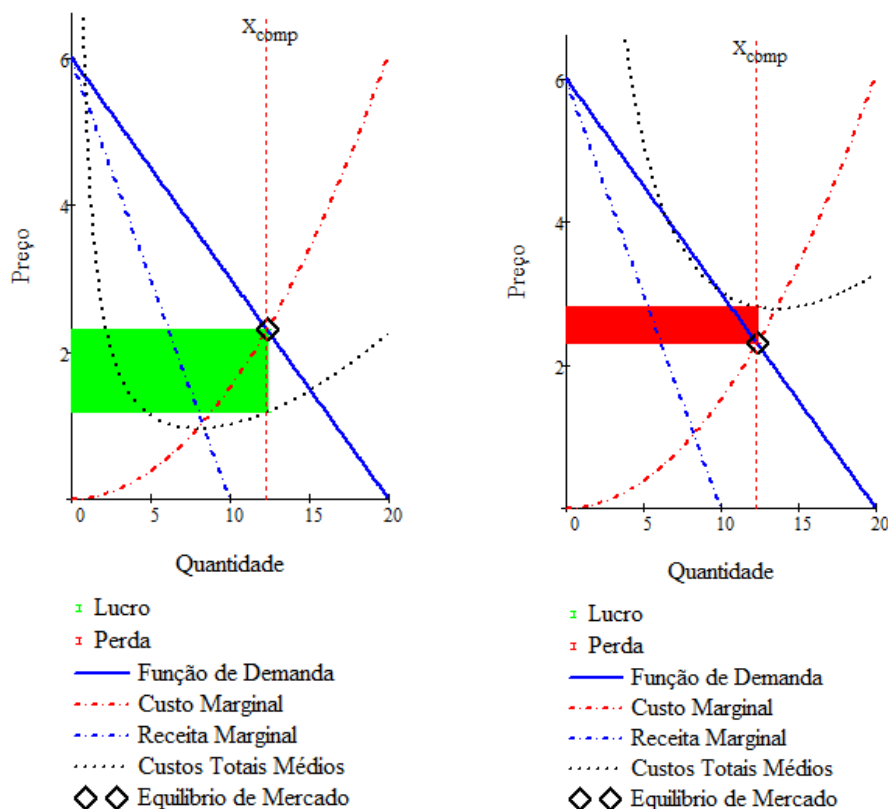 X_comp
6
4
2
Preço
0
5
10
15
20
Quantidade
Lucro
Perda
Função de Demanda
Custo Marginal
Receita Marginal
Custos Totais Médios
Equilíbrio de Mercado
X_comp
6
4
2
Preço
0
5
10
15
20
Quantidade
Lucro
Perda
Função de Demanda
Custo Marginal
Receita Marginal
Custos Totais Médios
Equilíbrio de Mercado